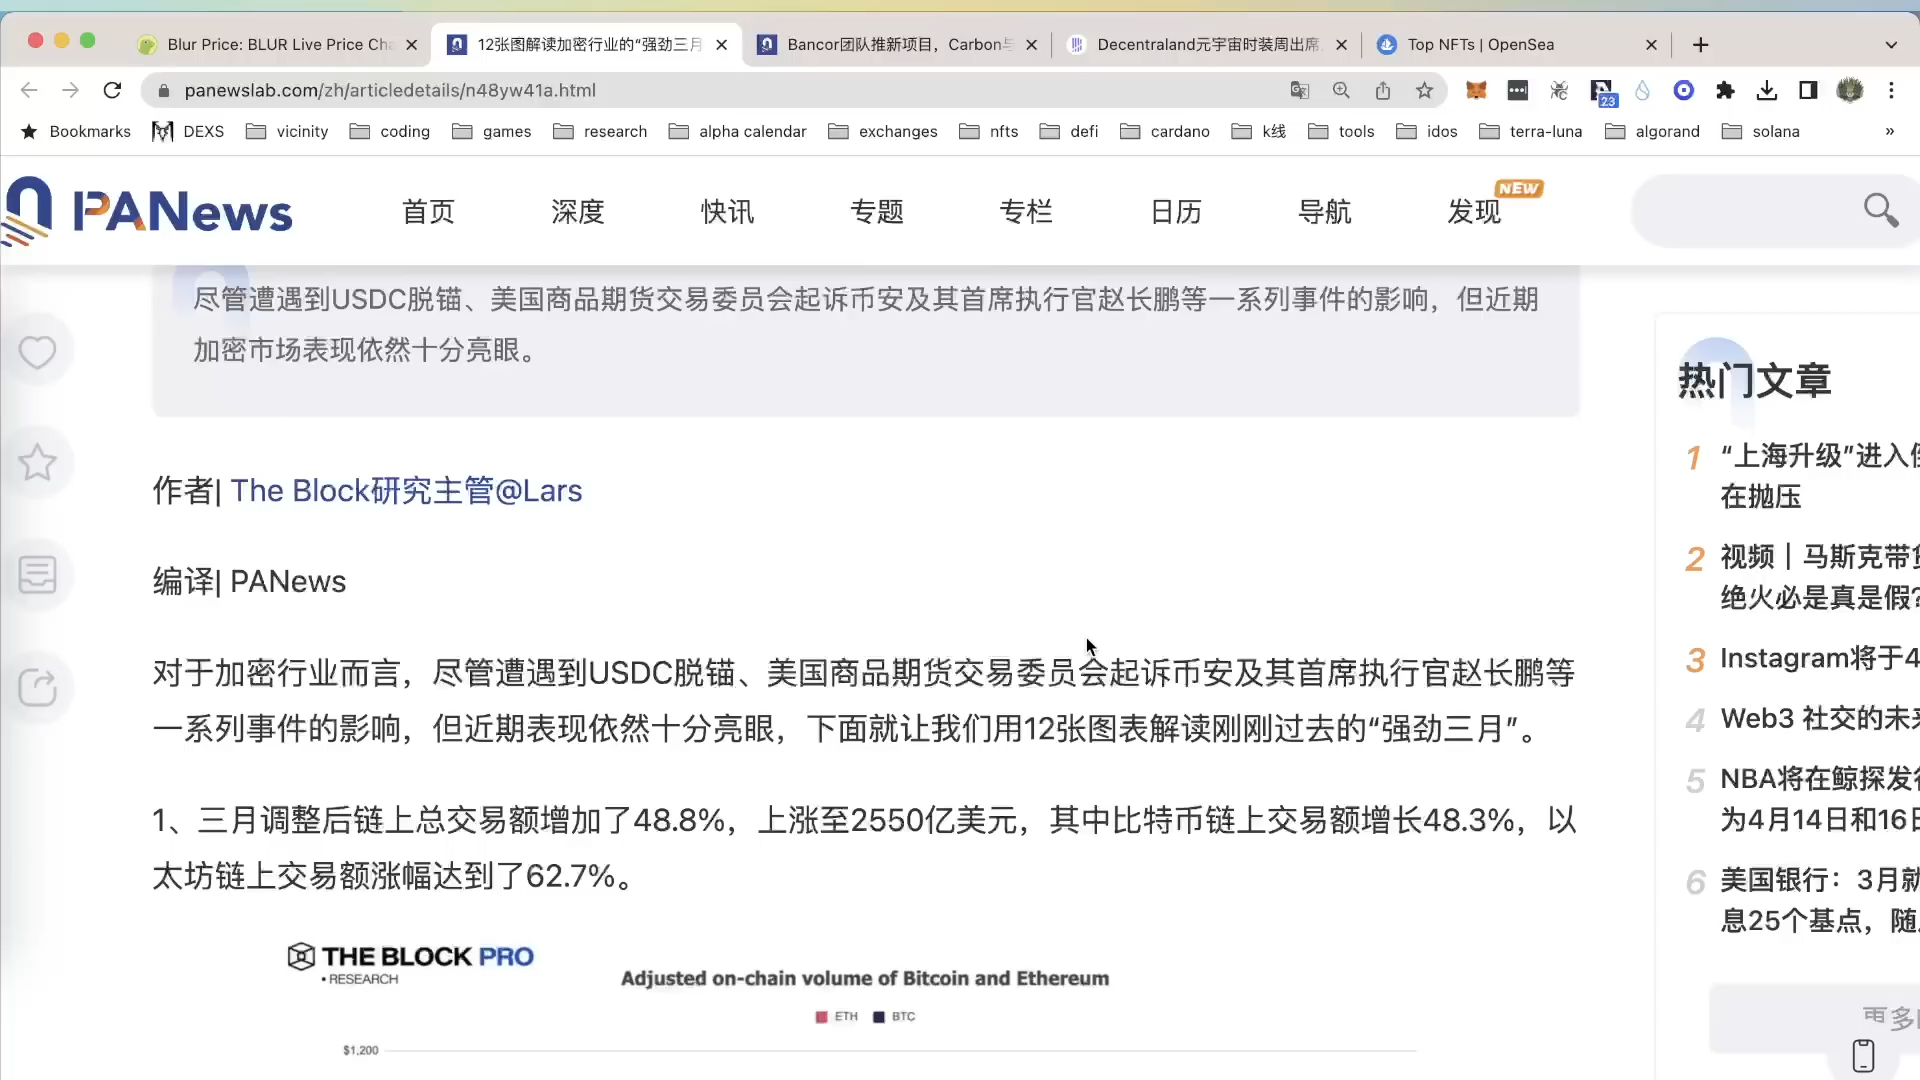 Blur Price: BLUR Live Price Cha
12张图解读加密行业的“强劲三月
Bancor团队推新项目，Carbon与
Decentraland元宇宙时装周出席
Top NFTs | OpenSea
panewslab.com/zh/articledetails/n48yw41a.html
23
Bookmarks
DEXS
vicinity
coding
games
research
alpha calendar
exchanges
nfts
defi
cardano
k线
tools
idos
terra-luna
algorand
solana
»
PANews
首页
深度
快讯
专题
专栏
日历
导航
发现
NEW
尽管遭遇到USDC脱锚、美国商品期货交易委员会起诉币安及其首席执行官赵长鹏等一系列事件的影响，但近期
加密市场表现依然十分亮眼。
作者| The Block研究主管@Lars
编译| PANews
对于加密行业而言，尽管遭遇到USDC脱锚、美国商品期货交易委员会起诉币安及其首席执行官赵长鹏等
一系列事件的影响，但近期表现依然十分亮眼，下面就让我们用12张图表解读刚刚过去的“强劲三月”。
1、三月调整后链上总交易额增加了48.8%，上涨至2550亿美元，其中比特币链上交易额增长48.3%，以
太坊链上交易额涨幅达到了62.7%。
THE BLOCK PRO
• RESEARCH
Adjusted on-chain volume of Bitcoin and Ethereum
ETH
BTC
$1,200
热门文章
1 “上海升级”进入
在抛压
2 视频｜马斯克带
绝火必是真是假?
3 Instagram将于4
4 Web3 社交的未
5 NBA将在鲸探发
为4月14日和16日
6 美国银行：3月就
息25个基点，随
更多